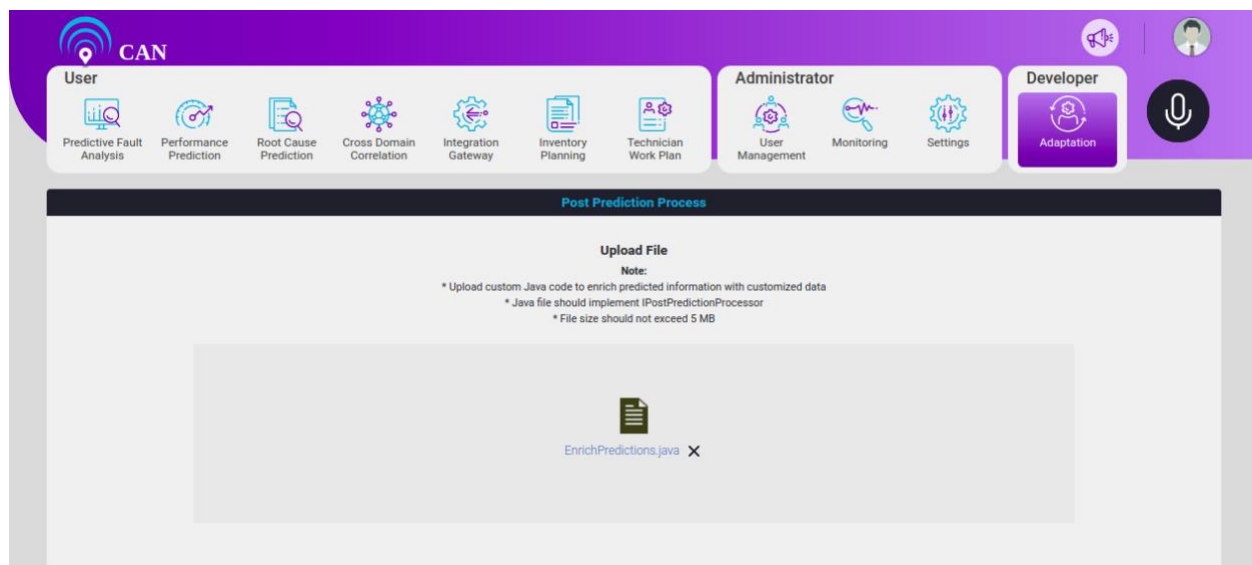 CAN
User
Administrator
Developer
Predictive Fault
Analysis
Performance
Prediction
Root Cause
Prediction
Cross Domain
Correlation
Integration
Gateway
Inventory
Planning
Technician
Work Plan
User
Management
Monitoring
Settings
Adaptation
Post Prediction Process
Upload File
Note:
* Upload custom Java code to enrich predicted information with customized data
* Java file should implement IPostPredictionProcessor
* File size should not exceed 5 MB
EnrichPredictions.java